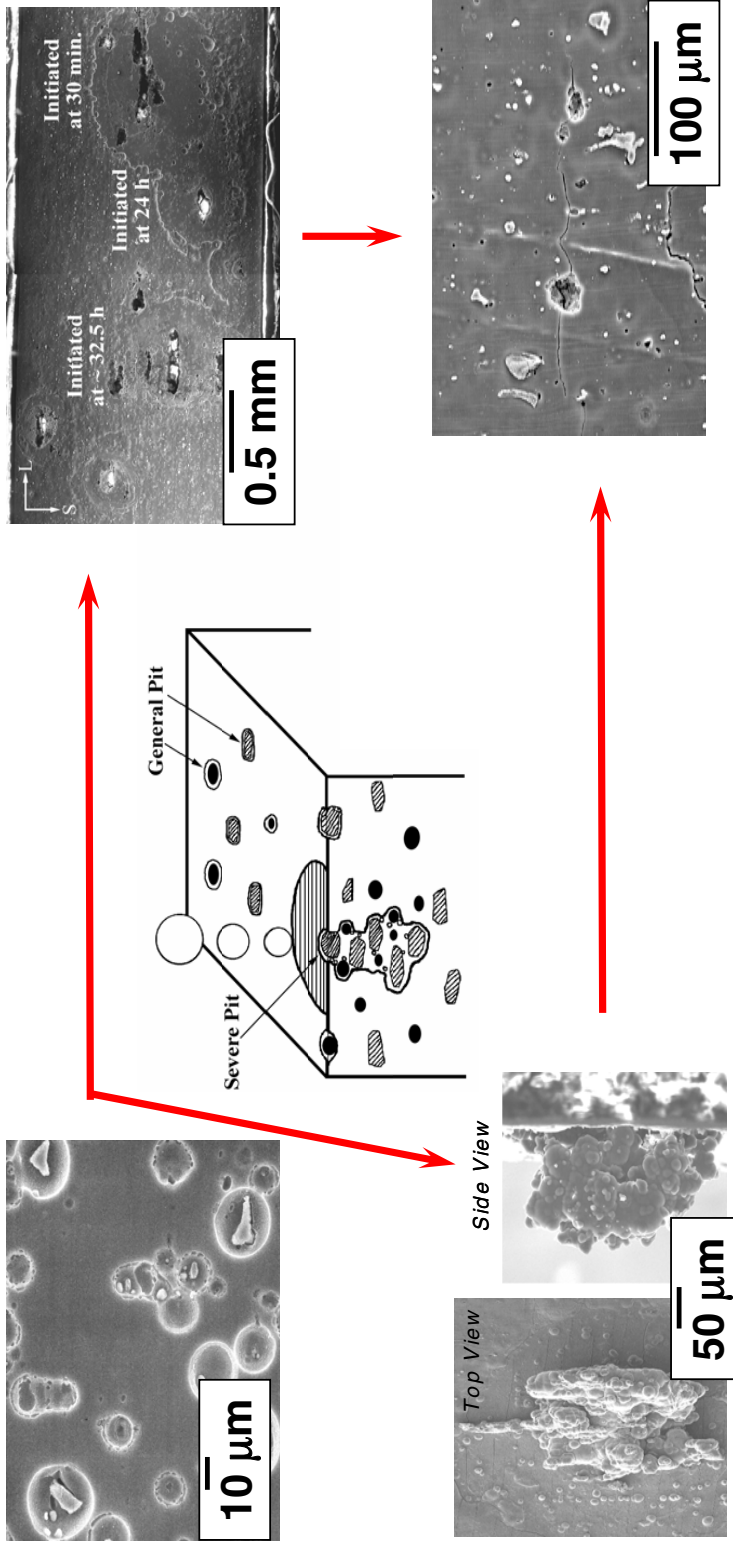 10 μm
General Pit
Severe Pit
L
S
Initiated
at ~ 32.5 h
Initiated
at 24 h
Initiated
at 30 min.
0.5 mm
Top View
Side View
50 μm
100 μm